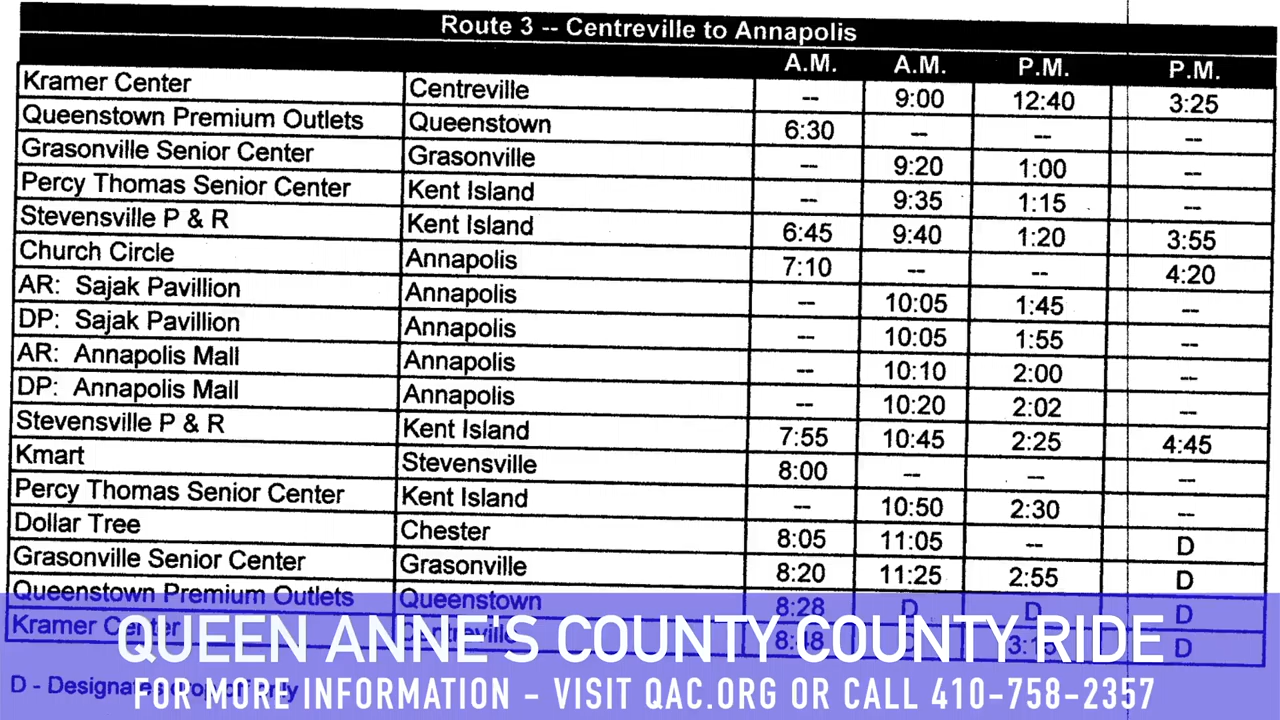 Route 3 -- Centreville to Annapolis
A.M. A.M. P.M. P.M.
Kramer Center Centreville -- 9:00 12:40 3:25
Queenstown Premium Outlets Queenstown 6:30 -- -- --
Grasonville Senior Center Grasonville -- 9:20 1:00 --
Percy Thomas Senior Center Kent Island -- 9:35 1:15 --
Stevensville P & R Kent Island 6:45 9:40 1:20 3:55
Church Circle Annapolis 7:10 -- -- 4:20
AR: Sajak Pavillion Annapolis -- 10:05 1:45 --
DP: Sajak Pavillion Annapolis -- 10:05 1:55 --
AR: Annapolis Mall Annapolis -- 10:10 2:00 --
DP: Annapolis Mall Annapolis -- 10:20 2:02 --
Stevensville P & R Kent Island 7:55 10:45 2:25 4:45
Kmart Stevensville 8:00 -- -- --
Percy Thomas Senior Center Kent Island -- 10:50 2:30 --
Dollar Tree Chester 8:05 11:05 -- D
Grasonville Senior Center Grasonville 8:20 11:25 2:55 D
Queenstown Premium Outlets Queenstown 8:28 D D D
Kramer Center Centreville 8:48 D
QUEEN ANNE'S COUNTY COUNTY RIDE
D - Designates drop off only
FOR MORE INFORMATION - VISIT QAC.ORG OR CALL 410-758-2357